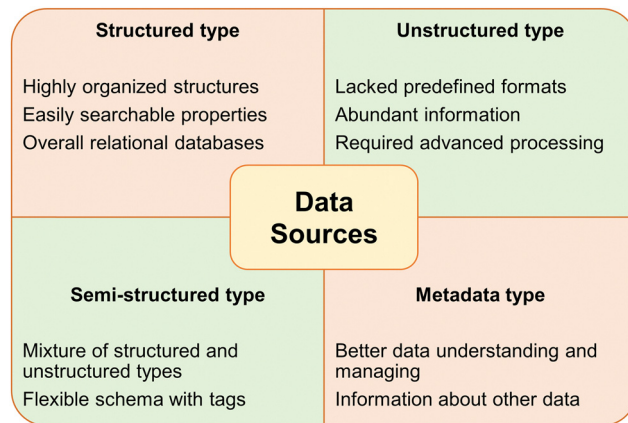 Structured type
Highly organized structures
Easily searchable properties
Overall relational databases
Unstructured type
Lacked predefined formats
Abundant information
Required advanced processing
Data
Sources
Semi-structured type
Mixture of structured and
unstructured types
Flexible schema with tags
Metadata type
Better data understanding and
managing
Information about other data